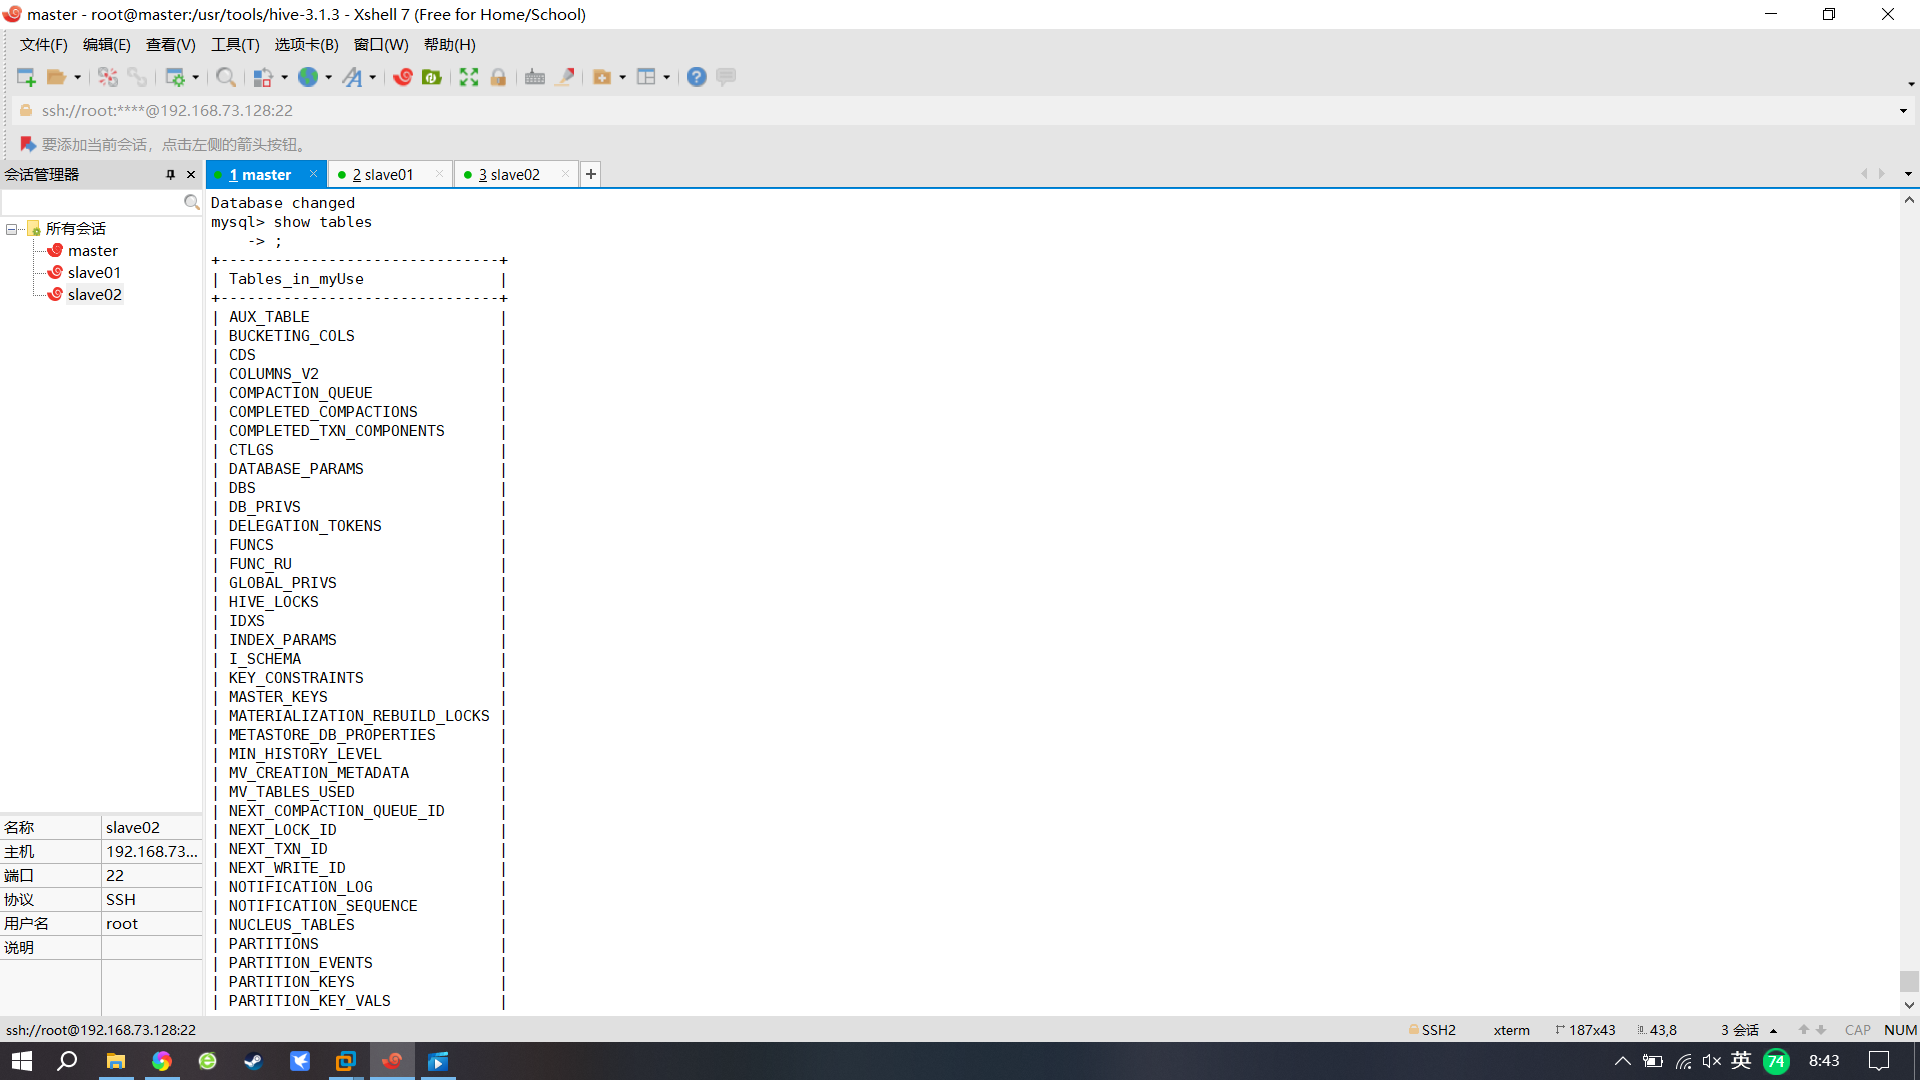 master - root@master:/usr/tools/hive-3.1.3 - Xshell 7 (Free for Home/School)
文件(F) 编辑(E) 查看(V) 工具(T) 选项卡(B) 窗口(W) 帮助(H)
ssh://root:****@192.168.73.128:22
要添加当前会话，点击左侧的箭头按钮。
会话管理器
1 master
2 slave01
3 slave02
所有会话
master
slave01
slave02
Database changed
mysql> show tables
    -> ;
+-------------------------------+
| Tables_in_myUse               |
+-------------------------------+
| AUX_TABLE                     |
| BUCKETING_COLS                |
| CDS                           |
| COLUMNS_V2                    |
| COMPACTION_QUEUE              |
| COMPLETED_COMPACTIONS         |
| COMPLETED_TXN_COMPONENTS      |
| CTLGS                         |
| DATABASE_PARAMS               |
| DBS                           |
| DB_PRIVS                      |
| DELEGATION_TOKENS             |
| FUNCS                         |
| FUNC_RU                       |
| GLOBAL_PRIVS                  |
| HIVE_LOCKS                    |
| IDXS                          |
| INDEX_PARAMS                  |
| I_SCHEMA                      |
| KEY_CONSTRAINTS               |
| MASTER_KEYS                   |
| MATERIALIZATION_REBUILD_LOCKS |
| METASTORE_DB_PROPERTIES       |
| MIN_HISTORY_LEVEL             |
| MV_CREATION_METADATA          |
| MV_TABLES_USED                |
| NEXT_COMPACTION_QUEUE_ID      |
| NEXT_LOCK_ID                  |
| NEXT_TXN_ID                   |
| NEXT_WRITE_ID                 |
| NOTIFICATION_LOG              |
| NOTIFICATION_SEQUENCE         |
| NUCLEUS_TABLES                |
| PARTITIONS                    |
| PARTITION_EVENTS              |
| PARTITION_KEYS                |
| PARTITION_KEY_VALS            |
名称 slave02
主机 192.168.73...
端口 22
协议 SSH
用户名 root
说明
ssh://root@192.168.73.128:22 SSH2 xterm 187x43 43,8 3 会话 CAP NUM
英 74 8:43